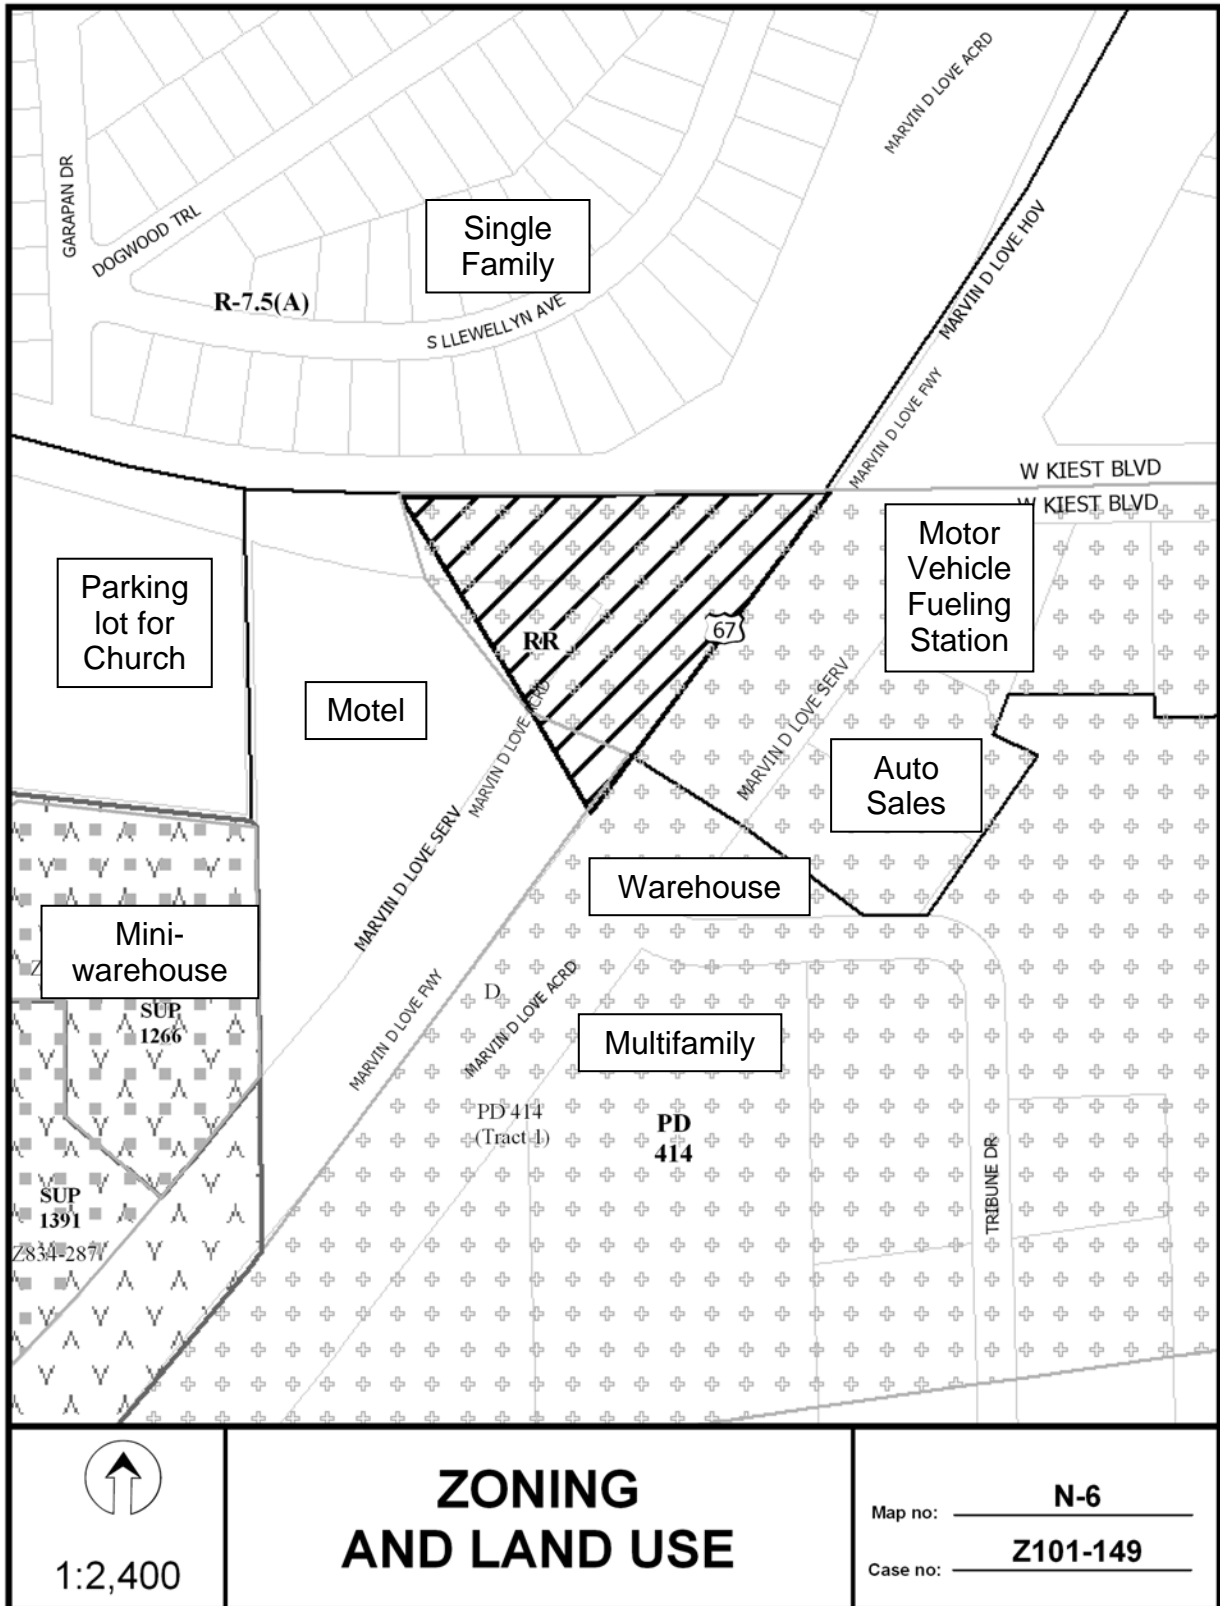 MARVIN D LOVE ACRD
GARAPAN DR
DOGWOOD TRL
Single
Family
MARVIN D LOVE HOV
R-7.5(A)
S LLEWELLYN AVE
MARVIN D LOVE FWY
W KIEST BLVD
W KIEST BLVD
Motor
Vehicle
Fueling
Station
Parking
lot for
Church
RR
67
Motel
MARVIN D LOVE ACRD
MARVIN D LOVE SERV
Auto
Sales
MARVIN D LOVE SERV
Warehouse
Mini-
warehouse
Z
SUP
1266
MARVIN D LOVE FWY
D
MARVIN D LOVE ACRD
Multifamily
PD 414
(Tract 1)
PD
414
TRIBUNE DR
SUP
1391
Z834-287
1:2,400
ZONING
AND LAND USE
Map no: N-6
Case no: Z101-149